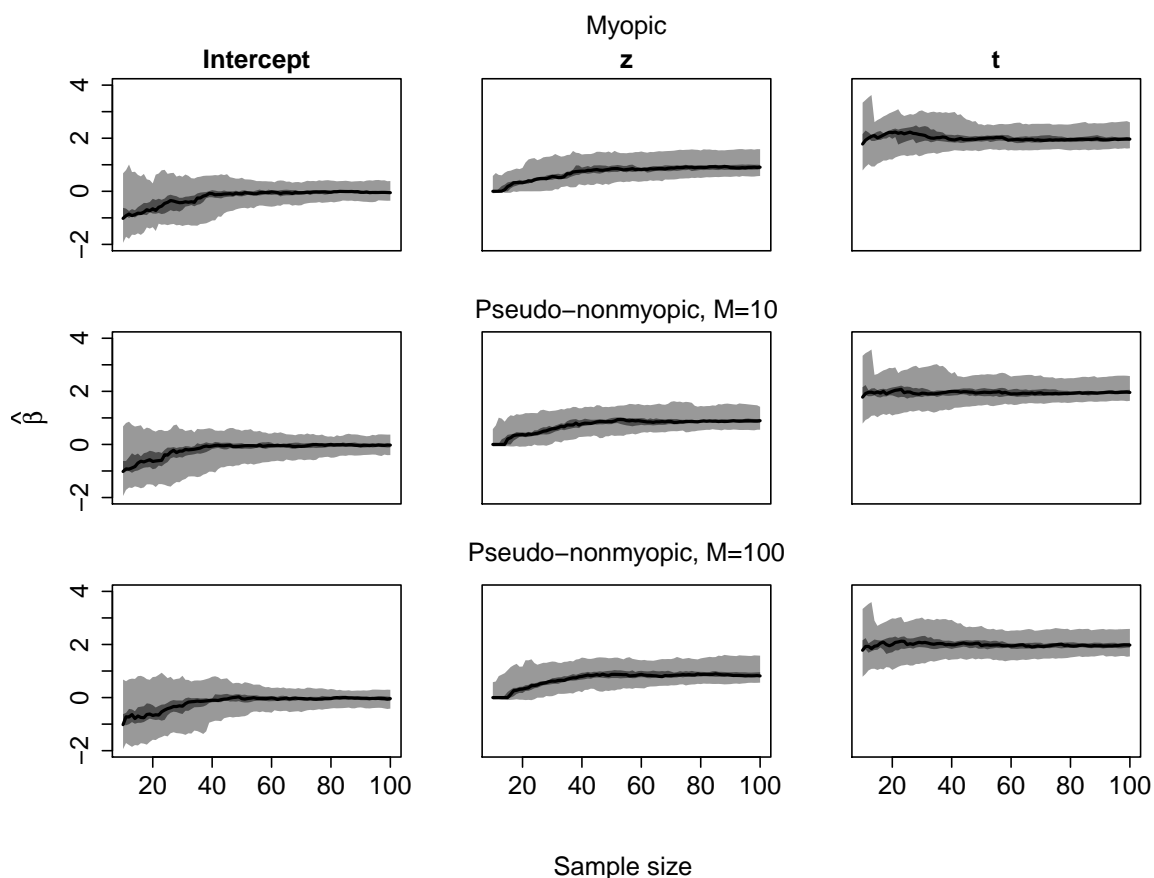 Myopic
Intercept z t
4
2
0
−2
Pseudo−nonmyopic, M=10
4
2
0
−2
β̂
Pseudo−nonmyopic, M=100
4
2
0
−2
20 40 60 80 100 20 40 60 80 100 20 40 60 80 100
Sample size